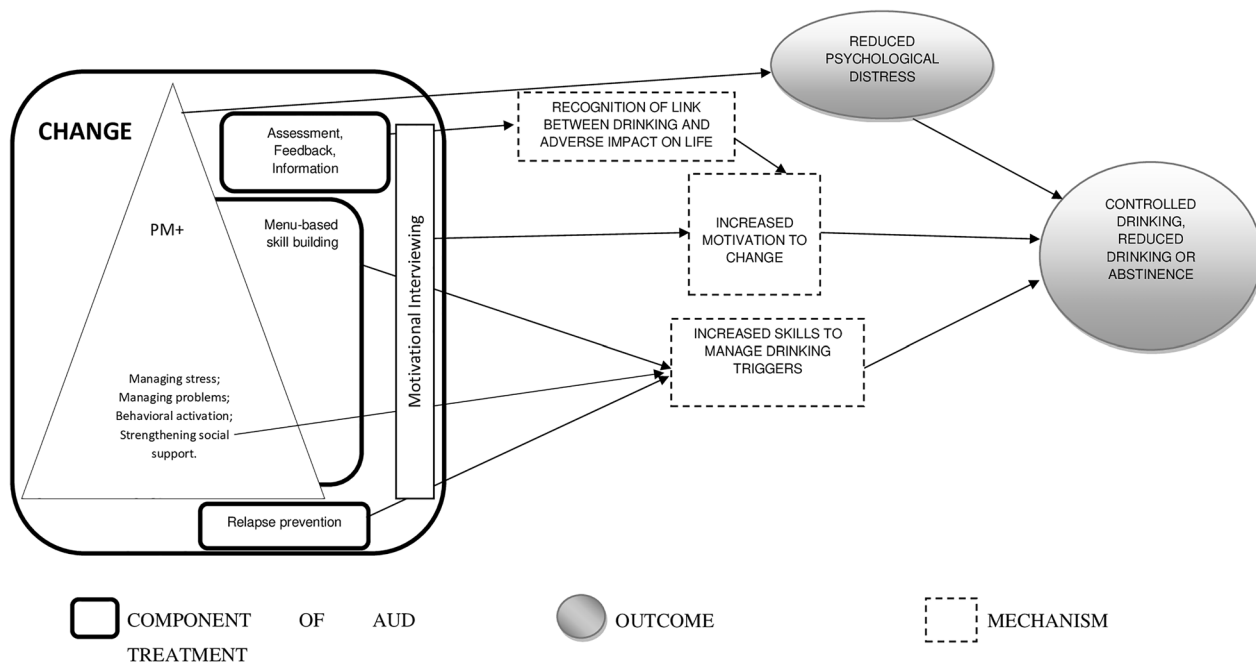 REDUCED
PSYCHOLOGICAL
DISTRESS
CHANGE
Assessment,
Feedback,
Information
RECOGNITION OF LINK
BETWEEN DRINKING AND
ADVERSE IMPACT ON LIFE
PM+
Menu-based
skill building
Motivational Interviewing
INCREASED
MOTIVATION TO
CHANGE
CONTROLLED
DRINKING,
REDUCED
DRINKING OR
ABSTINENCE
INCREASED SKILLS TO
MANAGE DRINKING
TRIGGERS
Managing stress;
Managing problems;
Behavioral activation;
Strengthening social
support.
Relapse prevention
COMPONENT OF AUD
TREATMENT
OUTCOME
MECHANISM